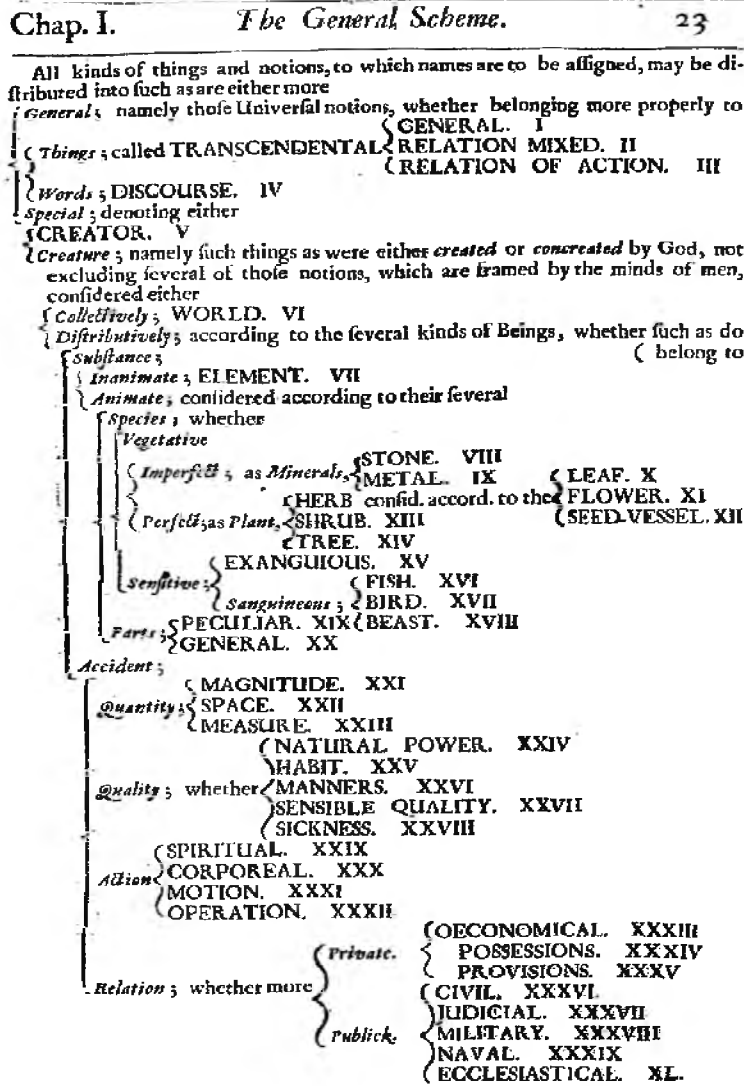 Chap. I. The General Scheme. 23
All kinds of things and notions, to which names are to be aſſigned, may be di-
ſtributed into ſuch as are either more
General; namely thoſe Univerſal notions, whether belonging more properly to
GENERAL. I
Things; called TRANSCENDENTAL RELATION MIXED. II
RELATION OF ACTION. III
Words; DISCOURSE. IV
Special; denoting either
CREATOR. V
Creature; namely ſuch things as were either created or concreated by God, not
excluding ſeveral of thoſe notions, which are framed by the minds of men,
conſidered either
Collectively; WORLD. VI
Diſtributively; according to the ſeveral kinds of Beings, whether ſuch as do
Subſtance; ( belong to
Inanimate; ELEMENT. VII
Animate; conſidered according to their ſeveral
Species; whether
Vegetative
STONE. VIII
Imperfect; as Minerals, METAL. IX LEAF. X
HERB conſid. accord. to the FLOWER. XI
Perfect; as Plant, SHRUB. XIII SEED-VESSEL. XII
TREE. XIV
EXANGUIOUS. XV
Senſitive; FISH. XVI
Sanguineous; BIRD. XVII
Parts; PECULIAR. XIX BEAST. XVIII
GENERAL. XX
Accident;
MAGNITUDE. XXI
Quantity; SPACE. XXII
MEASURE. XXIII
NATURAL POWER. XXIV
HABIT. XXV
Quality; whether MANNERS. XXVI
SENSIBLE QUALITY. XXVII
SICKNESS. XXVIII
SPIRITUAL. XXIX
Action CORPOREAL. XXX
MOTION. XXXI
OPERATION. XXXII
OECONOMICAL. XXXIII
Private. POSSESSIONS. XXXIV
PROVISIONS. XXXV
Relation; whether more CIVIL. XXXVI
JUDICIAL. XXXVII
Publick. MILITARY. XXXVIII
NAVAL. XXXIX
ECCLESIASTICAL. XL.